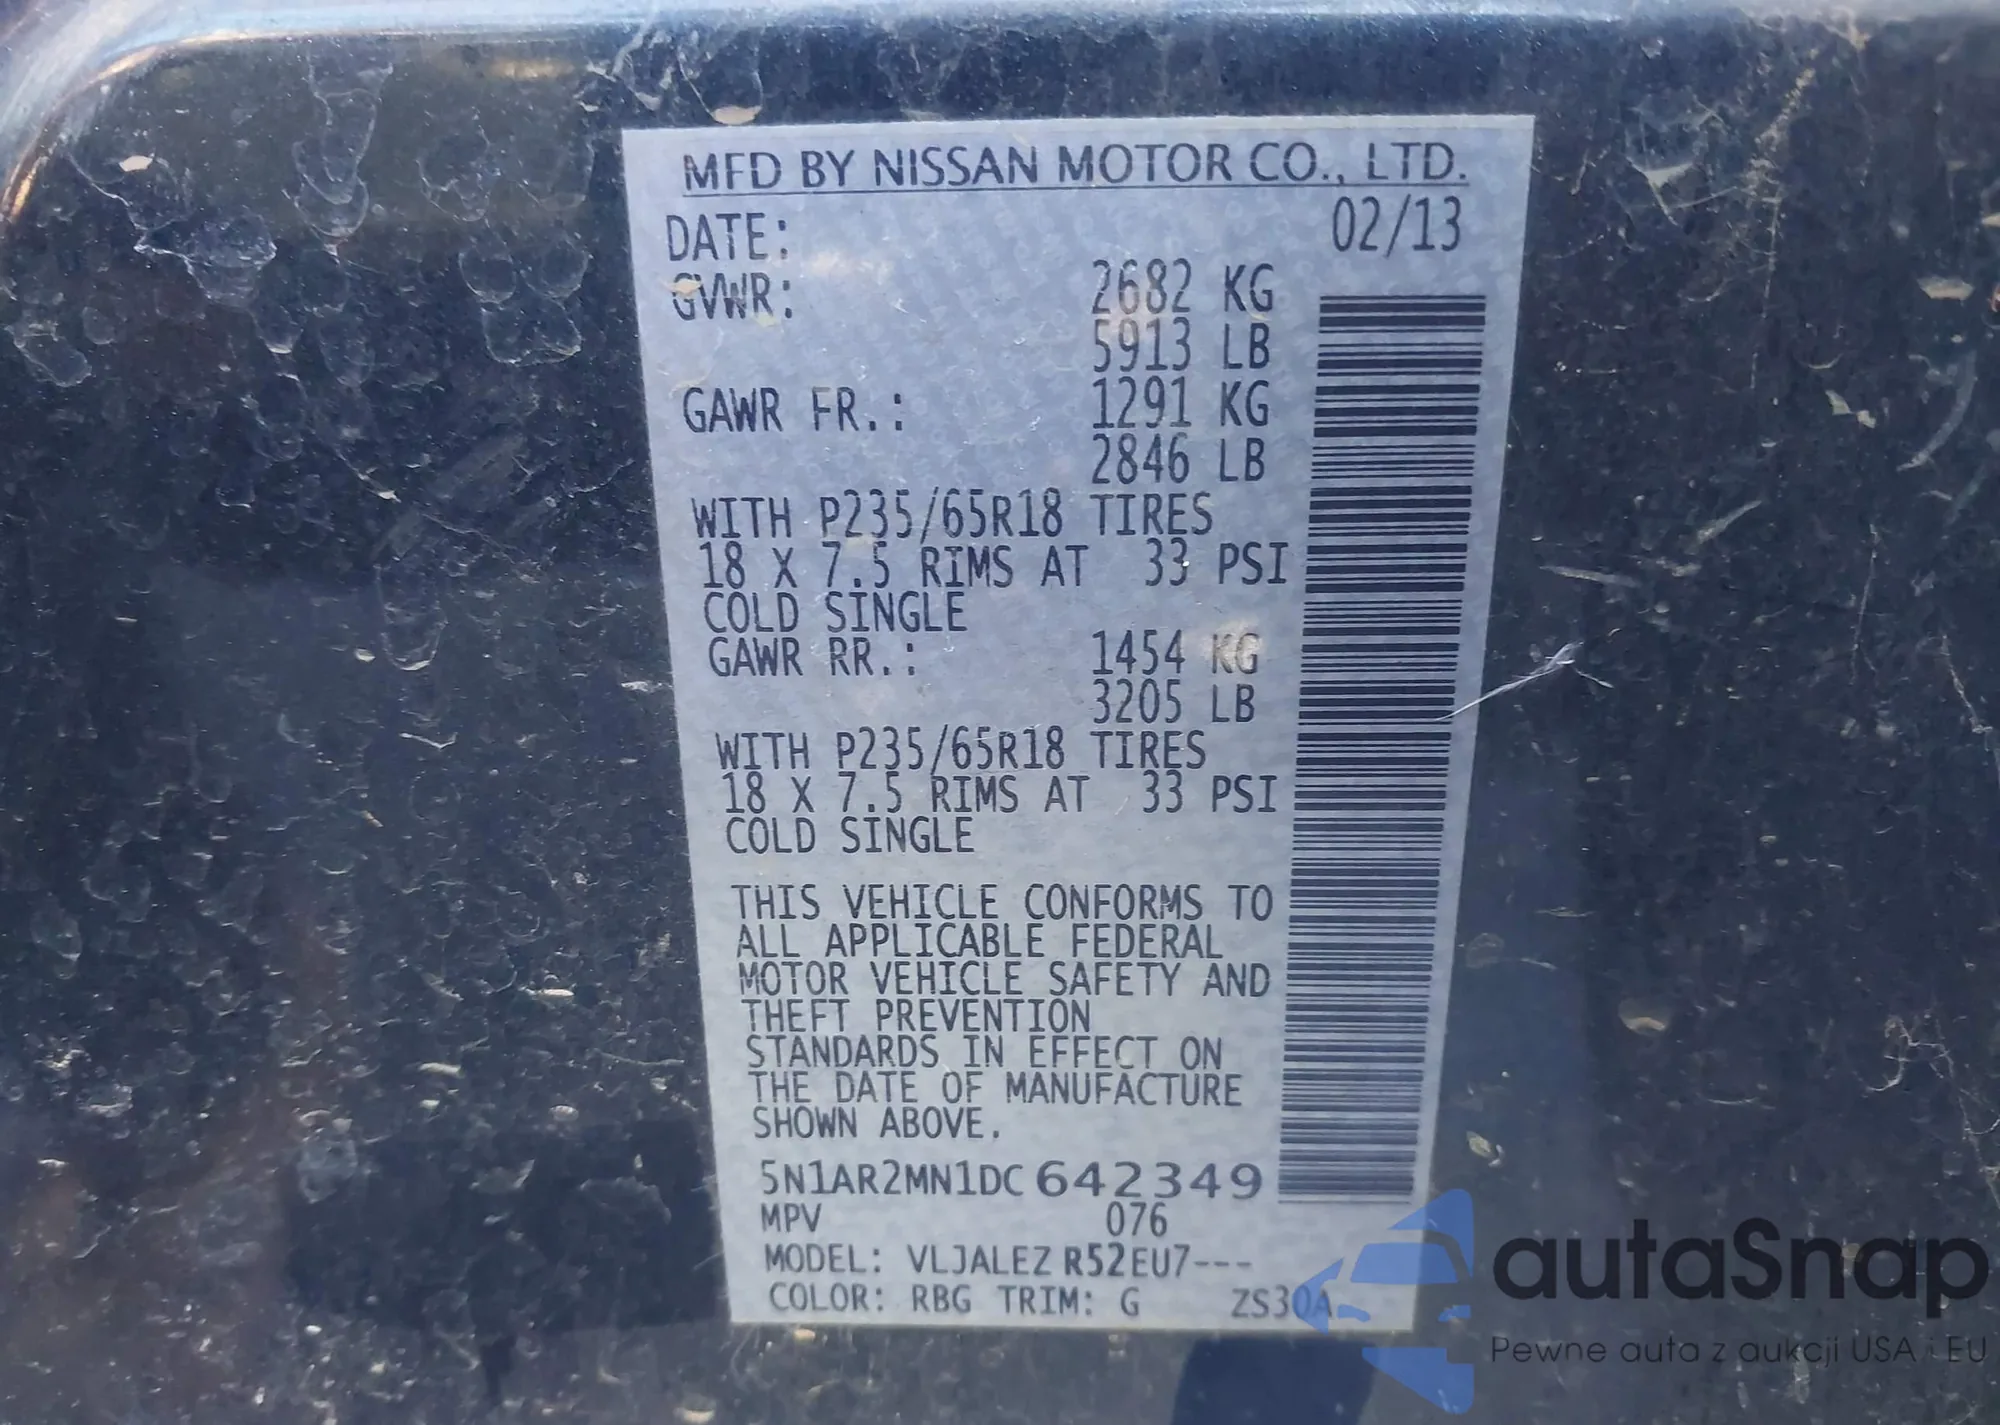 MFD BY NISSAN MOTOR CO., LTD.
DATE: 02/13
GVWR: 2682 KG
5913 LB
GAWR FR.: 1291 KG
2846 LB
WITH P235/65R18 TIRES
18 X 7.5 RIMS AT 33 PSI
COLD SINGLE
GAWR RR.: 1454 KG
3205 LB
WITH P235/65R18 TIRES
18 X 7.5 RIMS AT 33 PSI
COLD SINGLE
THIS VEHICLE CONFORMS TO
ALL APPLICABLE FEDERAL
MOTOR VEHICLE SAFETY AND
THEFT PREVENTION
STANDARDS IN EFFECT ON
THE DATE OF MANUFACTURE
SHOWN ABOVE.
5N1AR2MN1DC642349
MPV 076
MODEL: VLJALEZ R52EU7---
COLOR: RBG TRIM: G ZS30A
autaSnap
Pewne auta z aukcji USA i EU